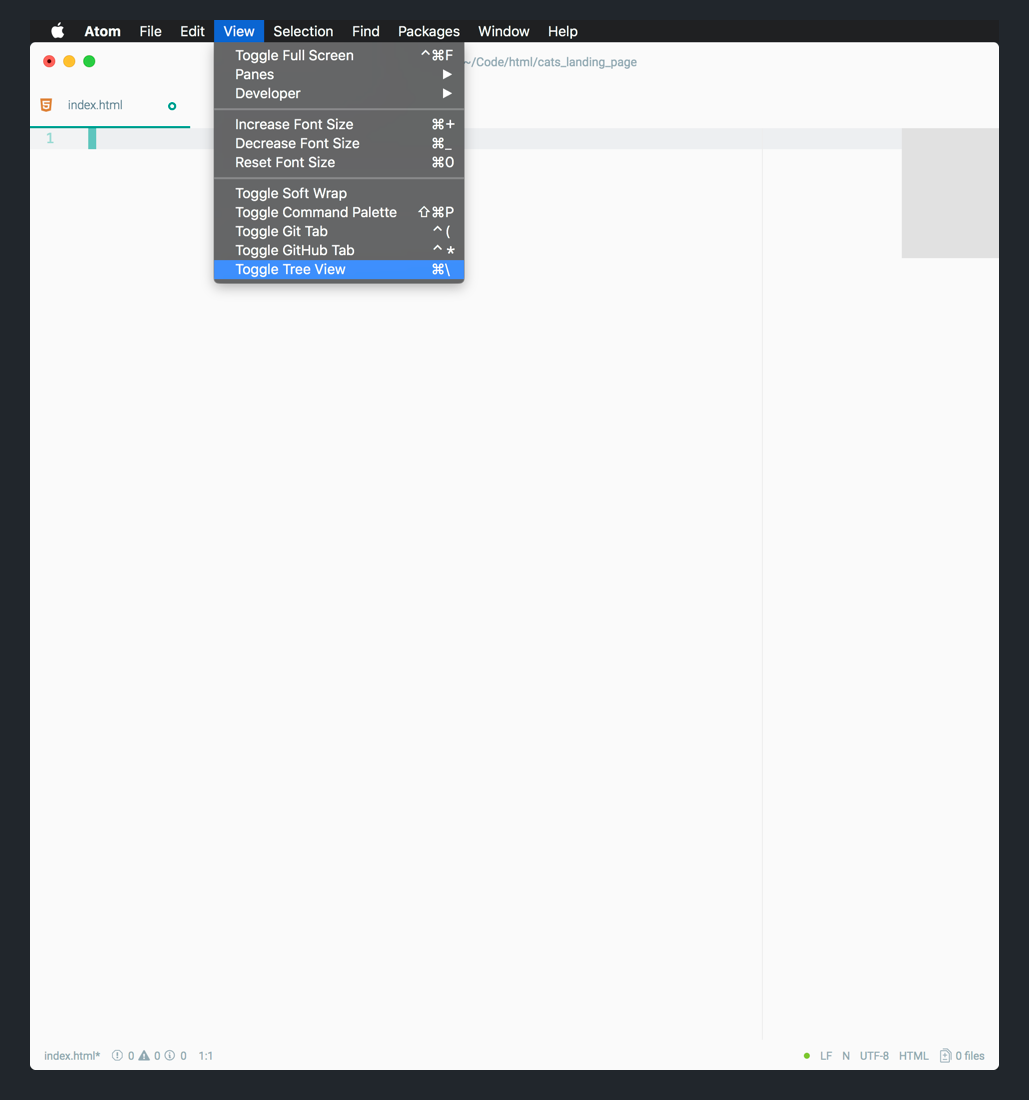 Atom File Edit View Selection Find Packages Window Help
~/Code/html/cats_landing_page
index.html
1
Toggle Full Screen ^⌘F
Panes ▶
Developer ▶
Increase Font Size ⌘+
Decrease Font Size ⌘_
Reset Font Size ⌘0
Toggle Soft Wrap
Toggle Command Palette ⇧⌘P
Toggle Git Tab ^(
Toggle GitHub Tab ^*
Toggle Tree View ⌘\
index.html* 0 0 0 1:1 LF N UTF-8 HTML 0 files